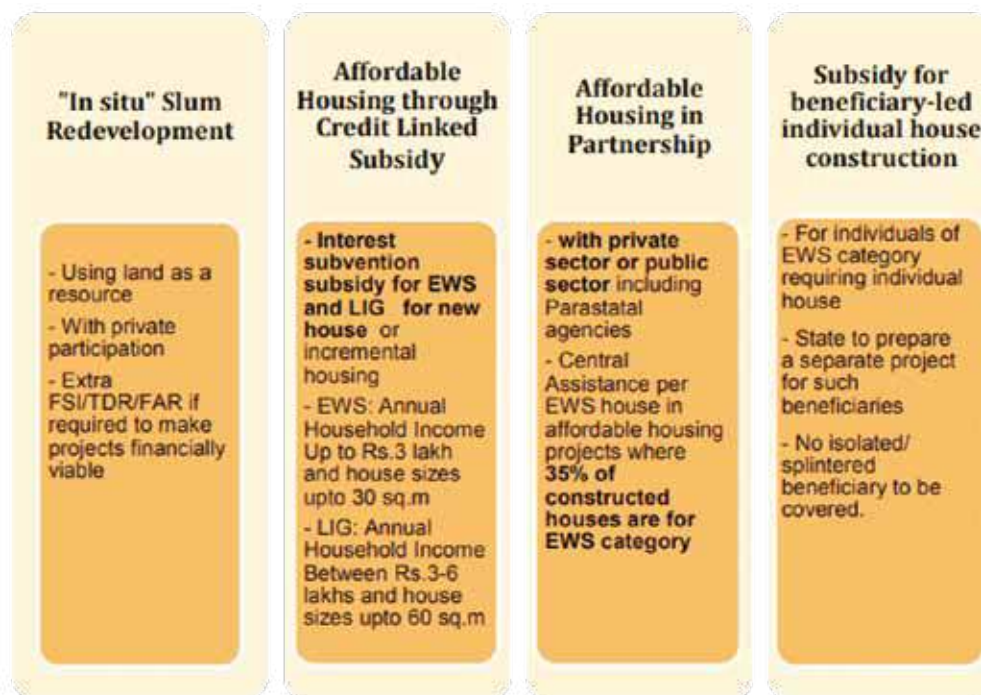 "In situ" Slum
Redevelopment
- Using land as a
resource
- With private
participation
- Extra
FSI/TDR/FAR if
required to make
projects financially
viable
Affordable
Housing through
Credit Linked
Subsidy
- Interest
subvention
subsidy for EWS
and LIG for new
house or
incremental
housing
- EWS: Annual
Household Income
Up to Rs.3 lakh
and house sizes
upto 30 sq.m
- LIG: Annual
Household Income
Between Rs.3-6
lakhs and house
sizes upto 60 sq.m
Affordable
Housing in
Partnership
- with private
sector or public
sector including
Parastatal
agencies
- Central
Assistance per
EWS house in
affordable housing
projects where
35% of
constructed
houses are for
EWS category
Subsidy for
beneficiary-led
individual house
construction
- For individuals of
EWS category
requiring individual
house
- State to prepare
a separate project
for such
beneficiaries
- No isolated/
splintered
beneficiary to be
covered.